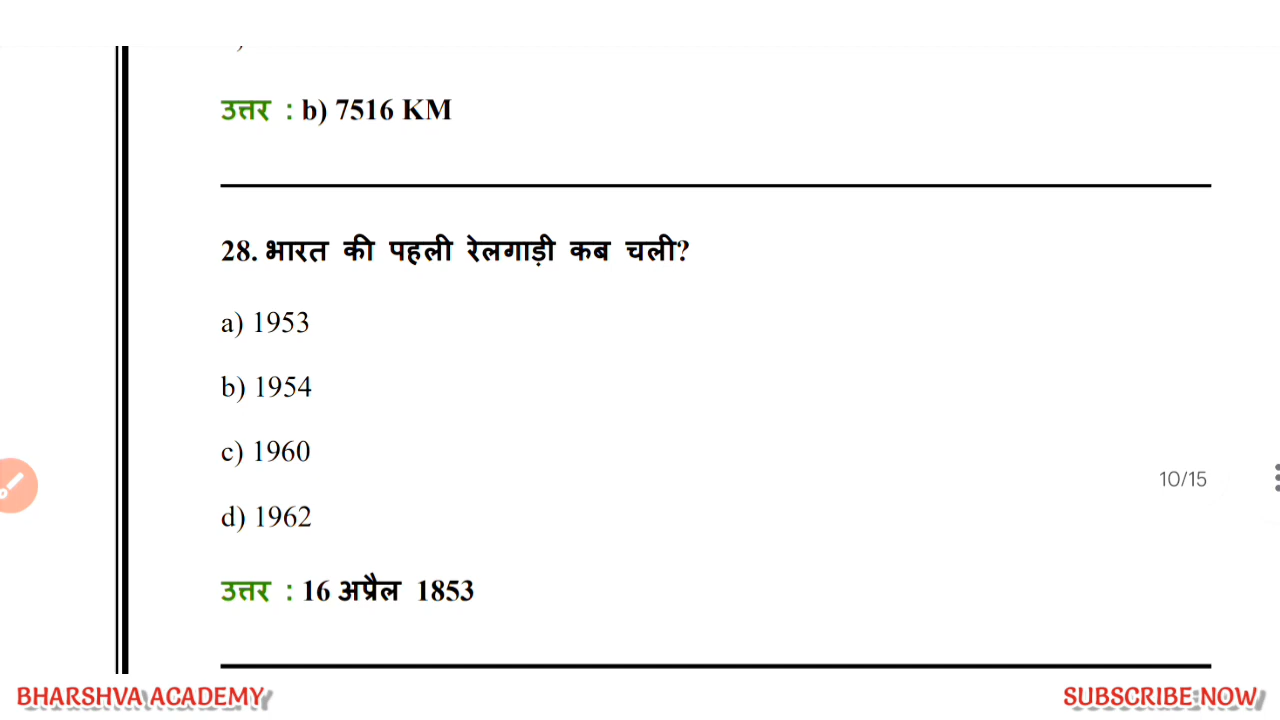 उत्तर : b) 7516 KM
28. भारत की पहली रेलगाड़ी कब चली?
a) 1953
b) 1954
c) 1960
d) 1962
10/15
उत्तर : 16 अप्रैल 1853
BHARSHVA ACADEMY
SUBSCRIBE NOW